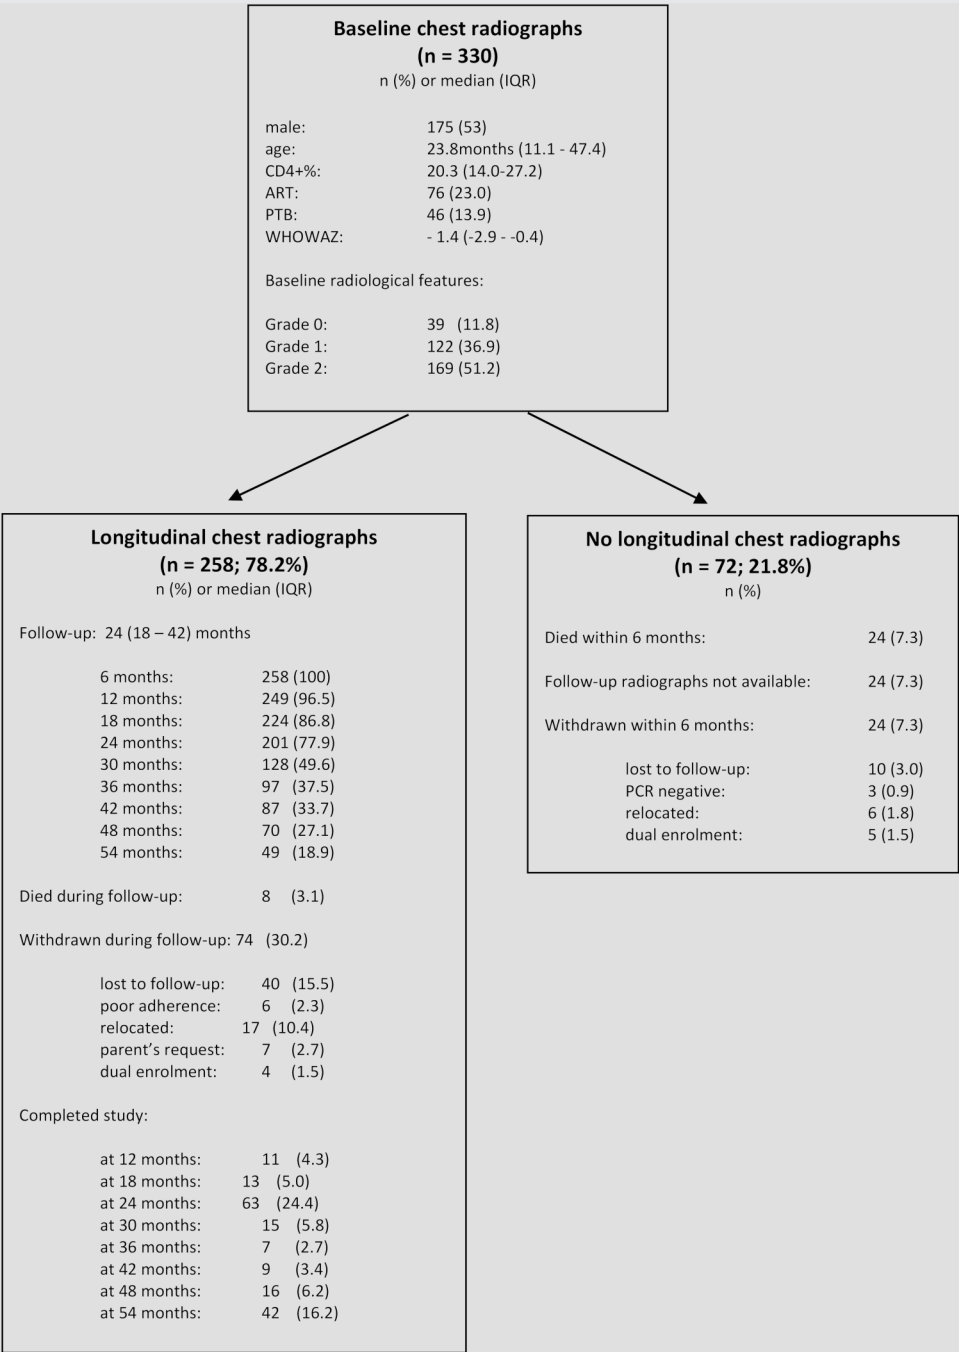 Baseline chest radiographs
(n = 330)
n (%) or median (IQR)
male: 175 (53)
age: 23.8months (11.1 - 47.4)
CD4+%: 20.3 (14.0-27.2)
ART: 76 (23.0)
PTB: 46 (13.9)
WHOWAZ: - 1.4 (-2.9 - -0.4)
Baseline radiological features:
Grade 0: 39 (11.8)
Grade 1: 122 (36.9)
Grade 2: 169 (51.2)
Longitudinal chest radiographs
(n = 258; 78.2%)
n (%) or median (IQR)
Follow-up: 24 (18 – 42) months
6 months: 258 (100)
12 months: 249 (96.5)
18 months: 224 (86.8)
24 months: 201 (77.9)
30 months: 128 (49.6)
36 months: 97 (37.5)
42 months: 87 (33.7)
48 months: 70 (27.1)
54 months: 49 (18.9)
Died during follow-up: 8 (3.1)
Withdrawn during follow-up: 74 (30.2)
lost to follow-up: 40 (15.5)
poor adherence: 6 (2.3)
relocated: 17 (10.4)
parent's request: 7 (2.7)
dual enrolment: 4 (1.5)
Completed study:
at 12 months: 11 (4.3)
at 18 months: 13 (5.0)
at 24 months: 63 (24.4)
at 30 months: 15 (5.8)
at 36 months: 7 (2.7)
at 42 months: 9 (3.4)
at 48 months: 16 (6.2)
at 54 months: 42 (16.2)
No longitudinal chest radiographs
(n = 72; 21.8%)
n (%)
Died within 6 months: 24 (7.3)
Follow-up radiographs not available: 24 (7.3)
Withdrawn within 6 months: 24 (7.3)
lost to follow-up: 10 (3.0)
PCR negative: 3 (0.9)
relocated: 6 (1.8)
dual enrolment: 5 (1.5)